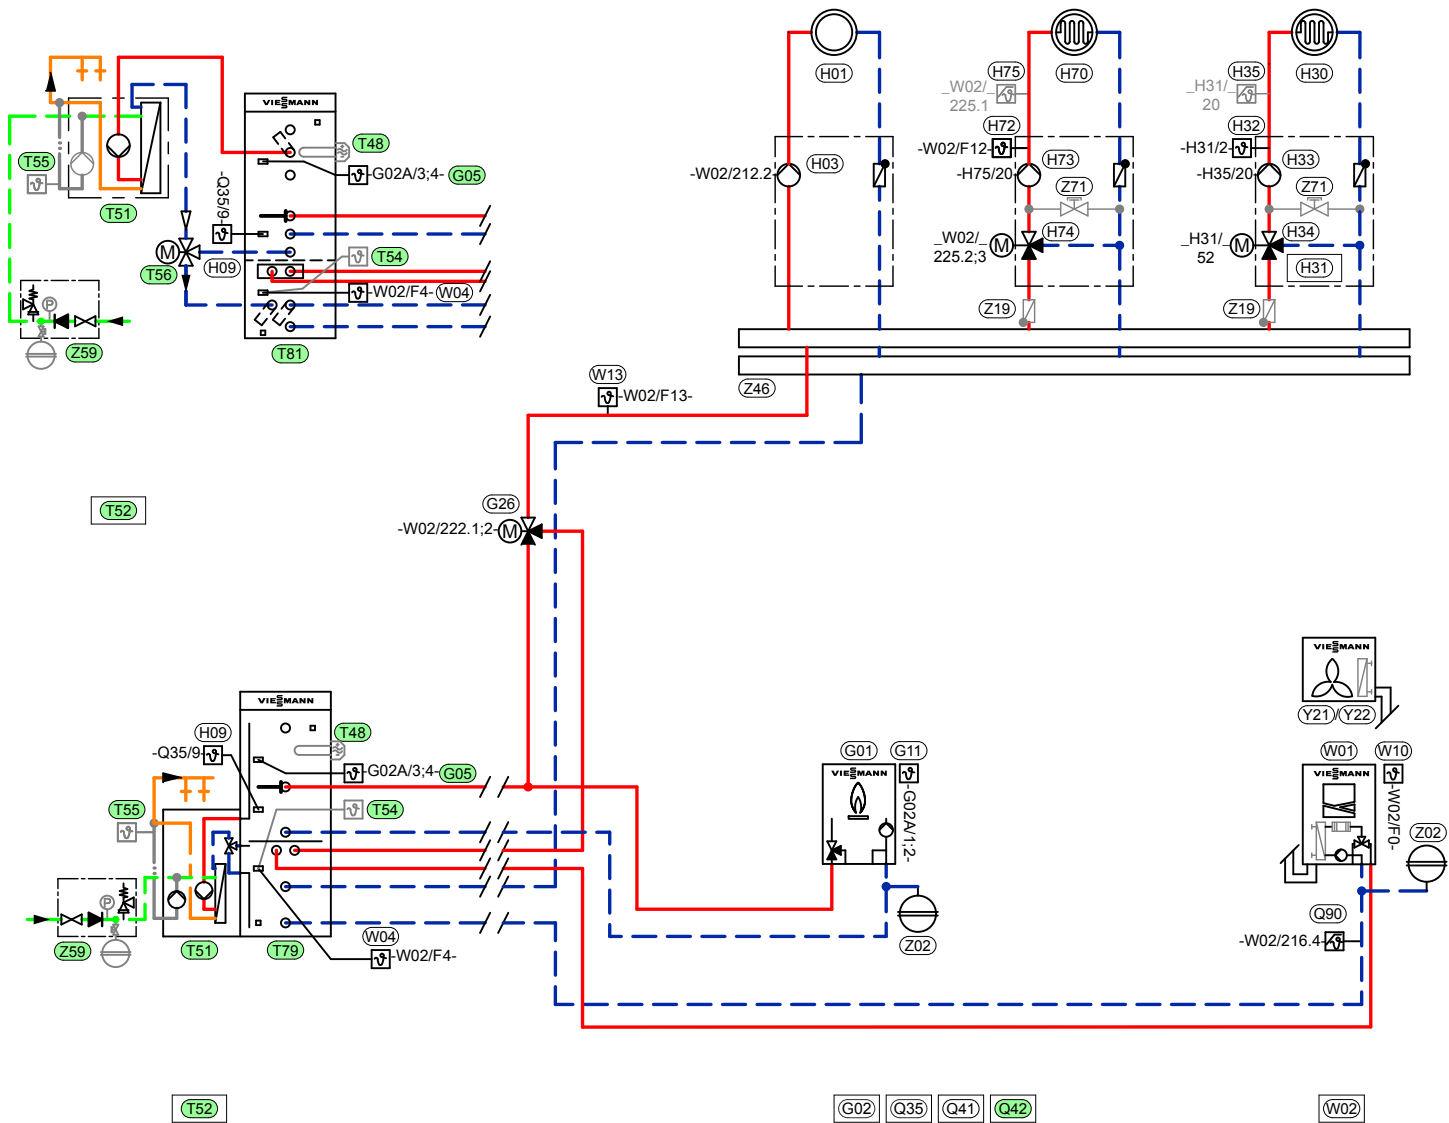 H01
H75
H70
H35
H30
_W02/_
225.1
_H31/_
20
VIESMANN
T48
-G02A/3;4-
G05
T55
T51
-Q35/9-
H72
-W02/F12-
H32
-H31/2-
H03
-W02/212.2-
H73
-H75/20-
H33
-H35/20-
Z71
Z71
M
T56
H09
T54
_W02/_
225.2;3
M
H74
_H31/_
52
M
H34
H31
-W02/F4-
W04
P
Z59
T81
Z19
Z19
Z46
W13
-W02/F13-
T52
G26
-W02/222.1;2-
M
VIESMANN
Y21/Y22
VIESMANN
H09
-Q35/9-
T48
-G02A/3;4-
G05
G01
G11
VIESMANN
-G02A/1;2-
W01
W10
VIESMANN
-W02/F0-
Z02
T55
T54
P
Z59
T51
T79
W04
-W02/F4-
Z02
Q90
-W02/216.4-
T52
G02
Q35
Q41
Q42
W02